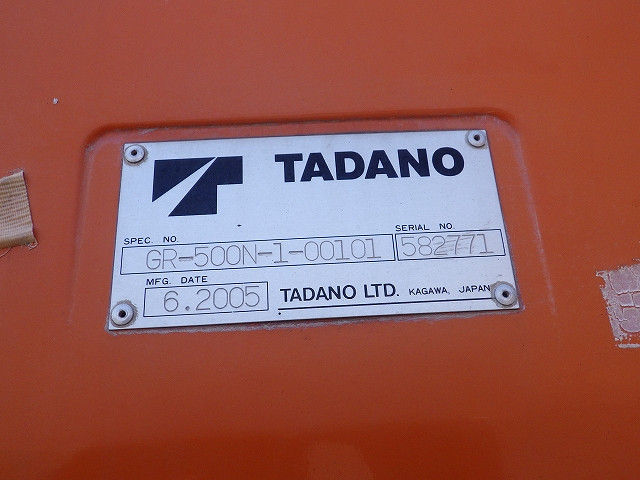 TADANO
SPEC. NO.
SERIAL NO.
GR-500N-1-00101
582771
MFG. DATE
6.2005
TADANO LTD. KAGAWA, JAPAN